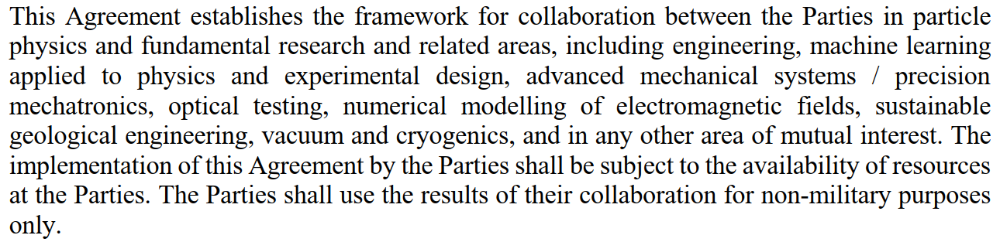 This Agreement establishes the framework for collaboration between the Parties in particle
physics and fundamental research and related areas, including engineering, machine learning
applied to physics and experimental design, advanced mechanical systems / precision
mechatronics, optical testing, numerical modelling of electromagnetic fields, sustainable
geological engineering, vacuum and cryogenics, and in any other area of mutual interest. The
implementation of this Agreement by the Parties shall be subject to the availability of resources
at the Parties. The Parties shall use the results of their collaboration for non-military purposes
only.